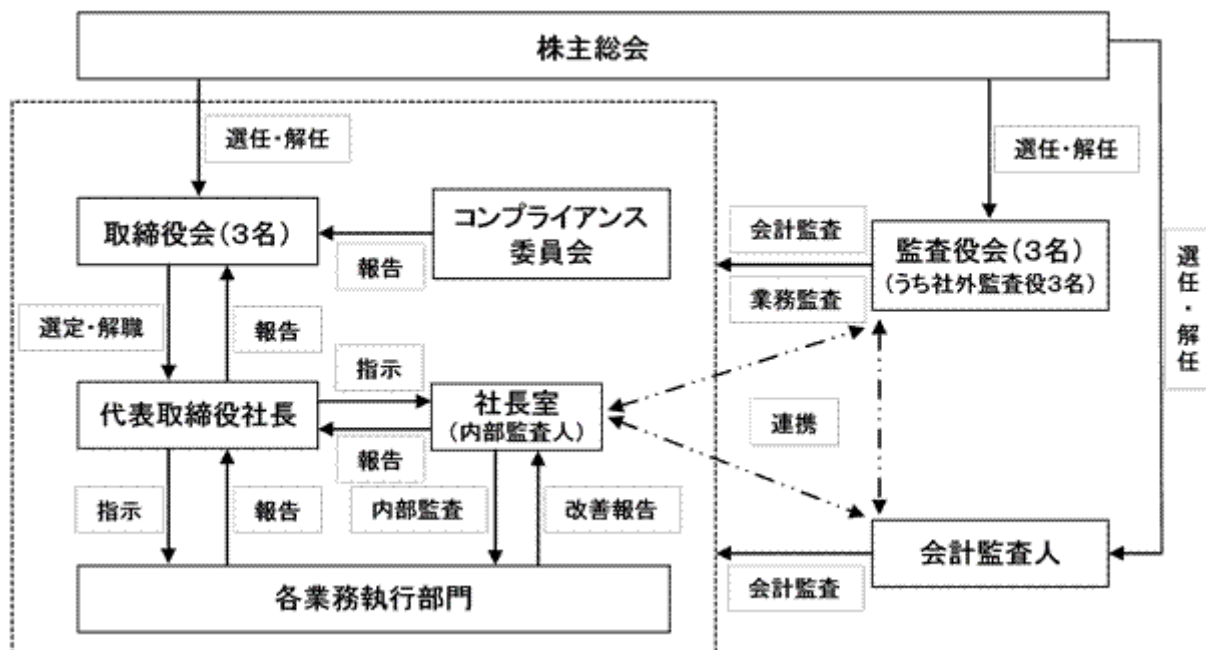 株主総会
選任・解任
選任・解任
取締役会(3名)
コンプライアンス
委員会
報告
会計監査
業務監査
監査役会(3名)
(うち社外監査役3名)
選任・解任
選定・解職
報告
指示
代表取締役社長
社長室
(内部監査人)
報告
連携
指示
報告
内部監査
改善報告
会計監査人
会計監査
各業務執行部門